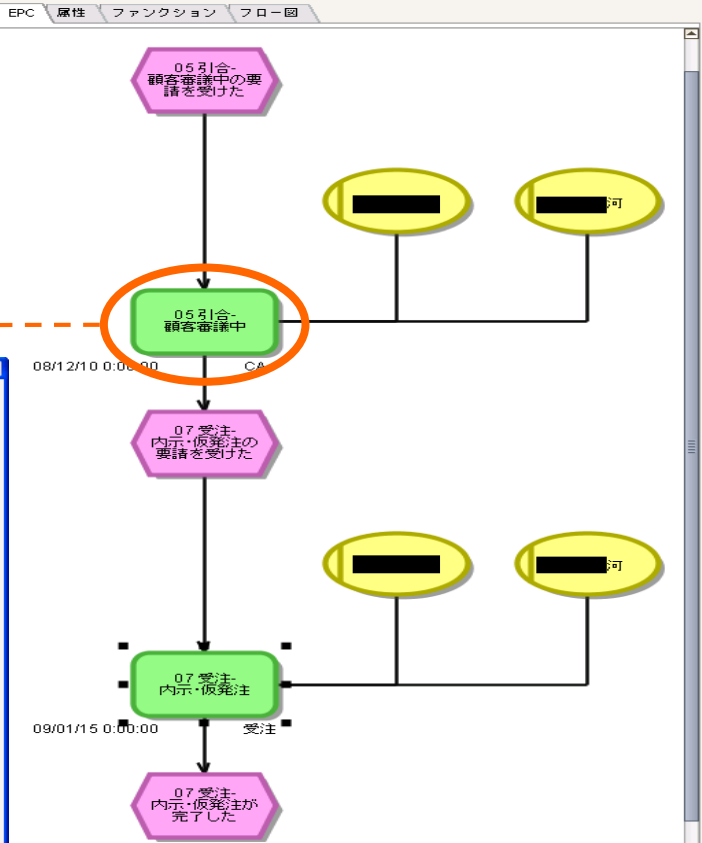 EPC 属性 ファンクション フロー図
05引合-
顧客審議中の要
請を受けた
河
05引合-
顧客審議中
08/12/10 0:00:00 CA
07 受注-
内示・仮発注の
要請を受けた
河
07 受注-
内示・仮発注
09/01/15 0:00:00 受注
07 受注-
内示・仮発注が
完了した